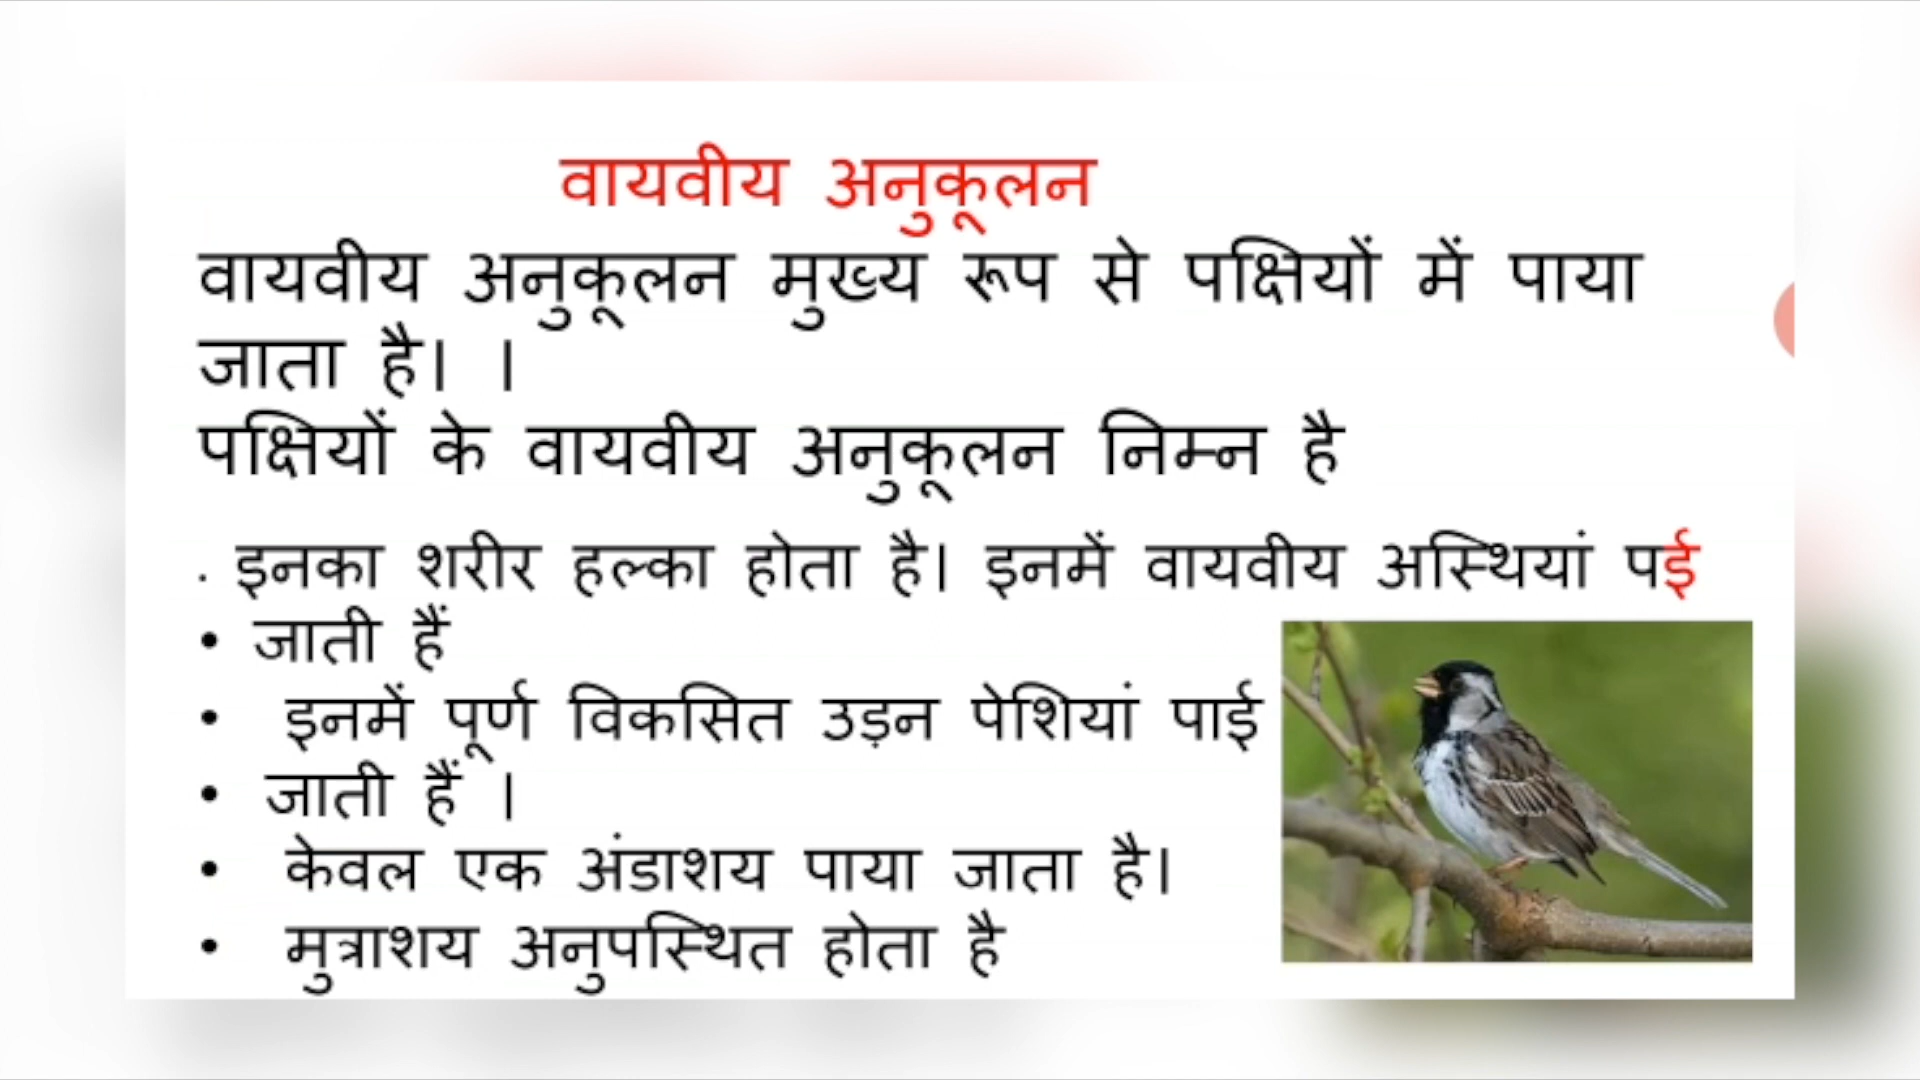 वायवीय अनुकूलन
वायवीय अनुकूलन मुख्य रूप से पक्षियों में पाया
जाता है। ।
पक्षियों के वायवीय अनुकूलन निम्न है
. इनका शरीर हल्का होता है। इनमें वायवीय अस्थियां पई
• जाती हैं
• इनमें पूर्ण विकसित उड़न पेशियां पाई
• जाती हैं ।
• केवल एक अंडाशय पाया जाता है।
• मुत्राशय अनुपस्थित होता है